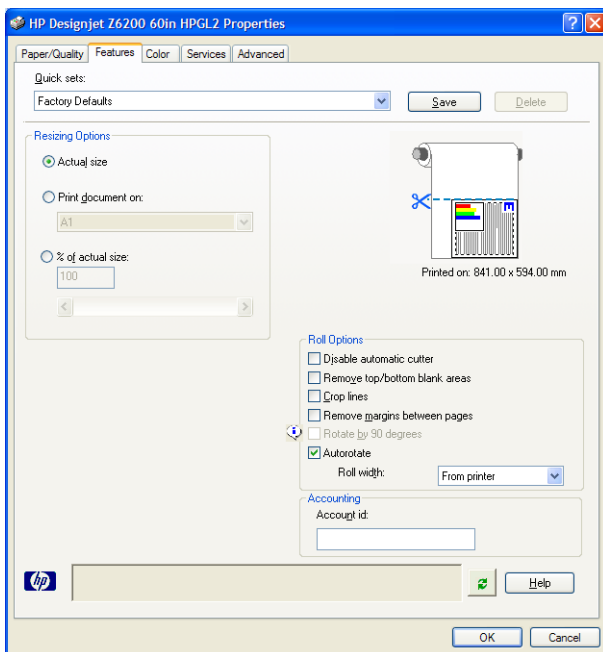 HP Designjet Z6200 60in HPGL2 Properties
Paper/Quality Features Color Services Advanced
Quick sets:
Factory Defaults
Save
Delete
Resizing Options
Actual size
Print document on:
A1
% of actual size:
100
E
Printed on: 841.00 x 594.00 mm
Roll Options
Disable automatic cutter
Remove top/bottom blank areas
Crop lines
Remove margins between pages
Rotate by 90 degrees
Autorotate
Roll width:
From printer
Accounting
Account id:
hp
Help
OK
Cancel